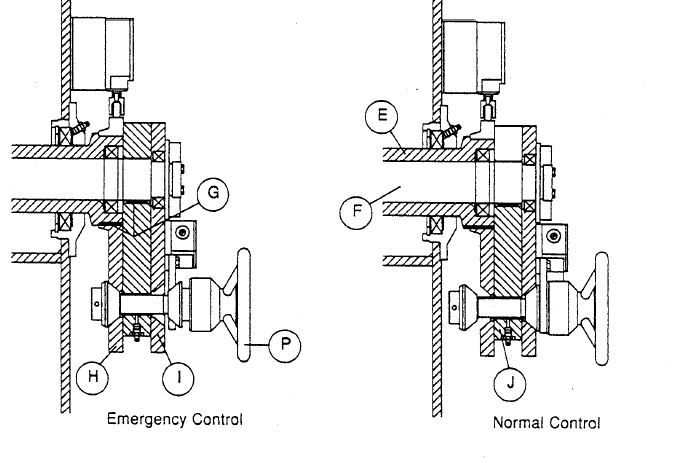 E
G
F
H
I
P
J
Emergency Control
Normal Control